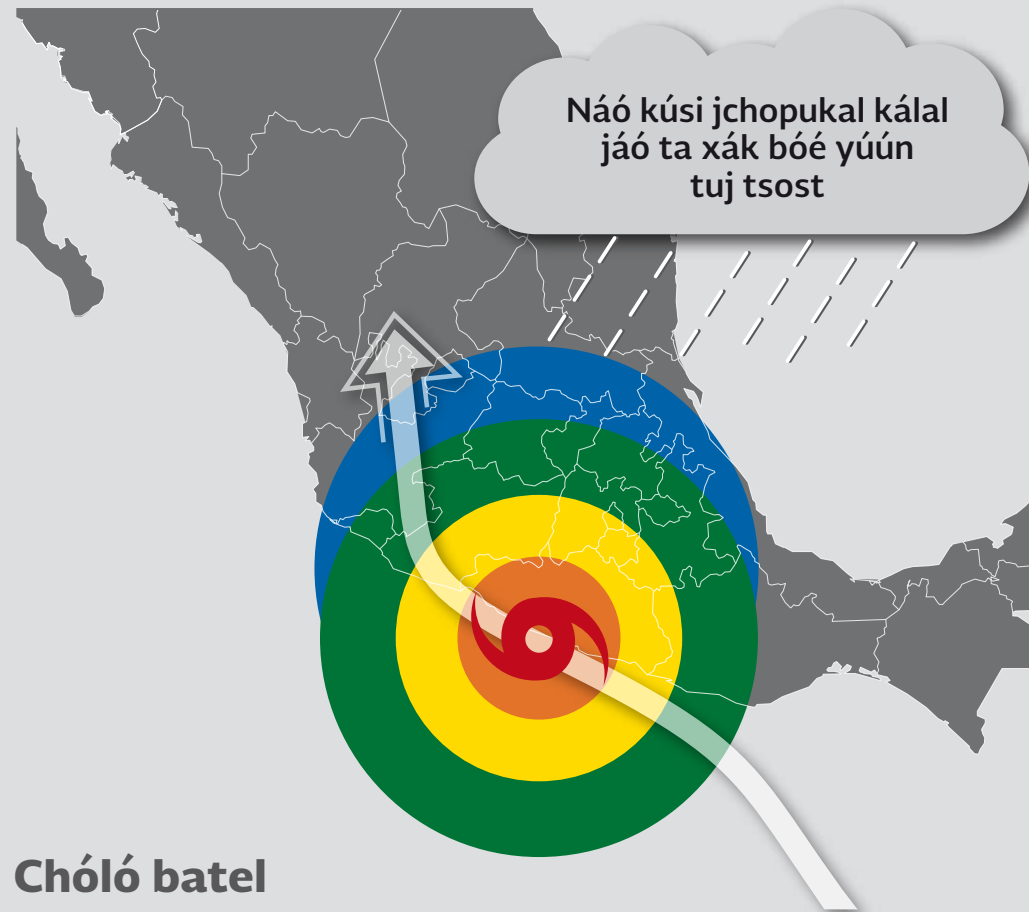 Náó kúsi jchopukal kálal
jáó ta xák bóé yúún
tuj tsost
Chóló batel